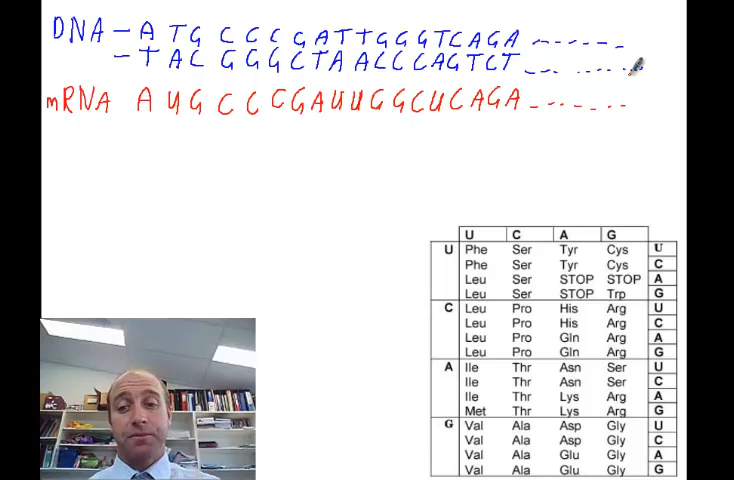 DNA – A T G C C C G A T T G G G T C A G A ------
– T A C G G G C T A A C C C A G T C T ------
mRNA A U G C C C G A U U G G G U C A G A ------
U C A G
U Phe Ser Tyr Cys U
Phe Ser Tyr Cys C
Leu Ser STOP STOP A
Leu Ser STOP Trp G
C Leu Pro His Arg U
Leu Pro His Arg C
Leu Pro Gln Arg A
Leu Pro Gln Arg G
A Ile Thr Asn Ser U
Ile Thr Asn Ser C
Ile Thr Lys Arg A
Met Thr Lys Arg G
G Val Ala Asp Gly U
Val Ala Asp Gly C
Val Ala Glu Gly A
Val Ala Glu Gly G